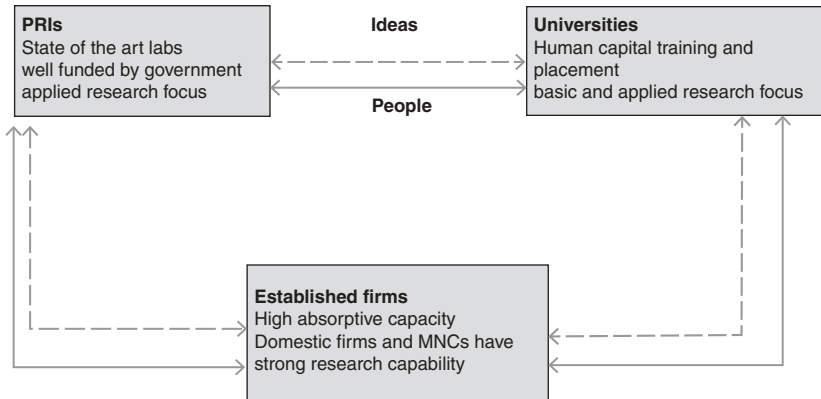 PRIs
State of the art labs
well funded by government
applied research focus
Ideas
People
Universities
Human capital training and
placement
basic and applied research focus
Established firms
High absorptive capacity
Domestic firms and MNCs have
strong research capability